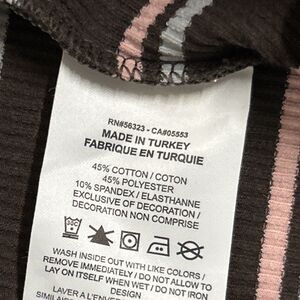 RN#56323 - CA#05553
MADE IN TURKEY
FABRIQUE EN TURQUIE
45% COTTON / COTON
45% POLYESTER
10% SPANDEX / ELASTHANNE
EXCLUSIVE OF DECORATION /
DECORATION NON COMPRISE
WASH INSIDE OUT WITH LIKE COLORS /
REMOVE IMMEDIATELY / DO NOT ALLOW TO
LAY ON ITSELF WHEN WET / DO NOT IRON
DESIGN
LAVER A L'ENVERS